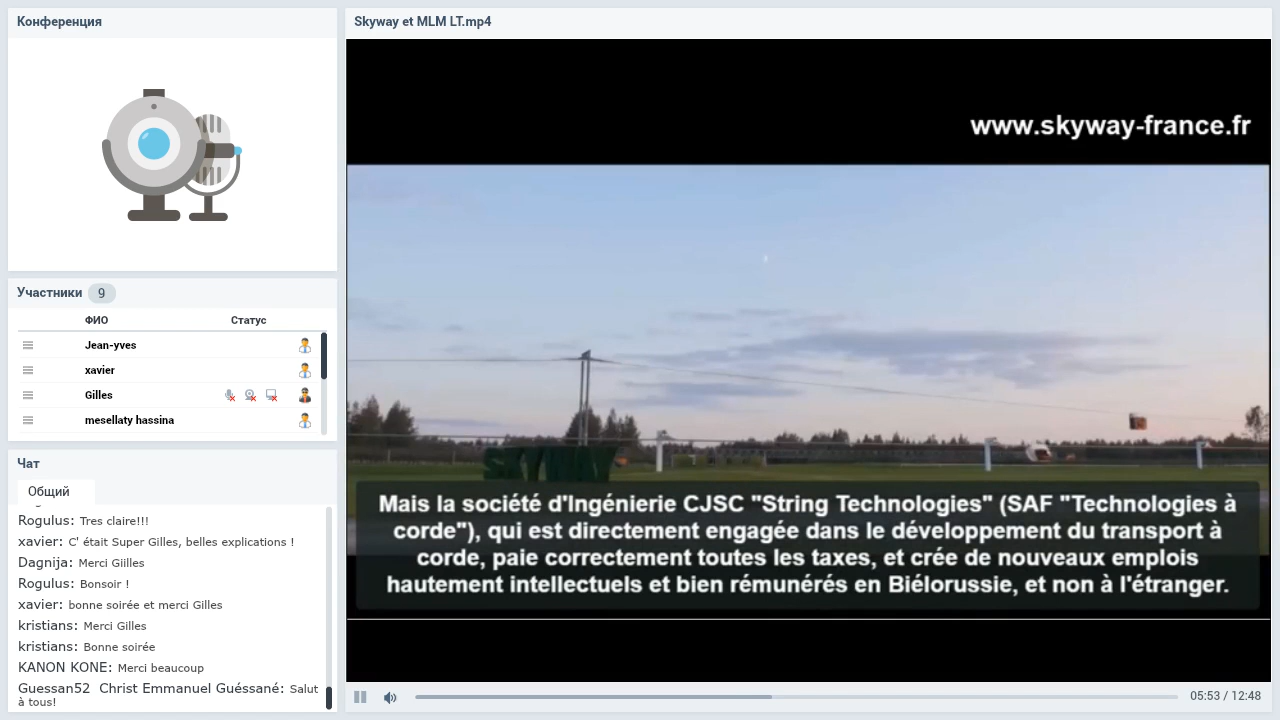 Конференция
Участники 9
ФИО Статус
Jean-yves
xavier
Gilles
mesellaty hassina
Чат
Общий
Rogulus: Tres claire!!!
xavier: C' était Super Gilles, belles explications !
Dagnija: Merci Giilles
Rogulus: Bonsoir !
xavier: bonne soirée et merci Gilles
kristians: Merci Gilles
kristians: Bonne soirée
KANON KONE: Merci beaucoup
Guessan52 Christ Emmanuel Guéssané: Salut
à tous!
Skyway et MLM LT.mp4
www.skyway-france.fr
SKYWAY
Mais la société d'Ingénierie CJSC "String Technologies" (SAF "Technologies à
corde"), qui est directement engagée dans le développement du transport à
corde, paie correctement toutes les taxes, et crée de nouveaux emplois
hautement intellectuels et bien rémunérés en Biélorussie, et non à l'étranger.
05:53 / 12:48